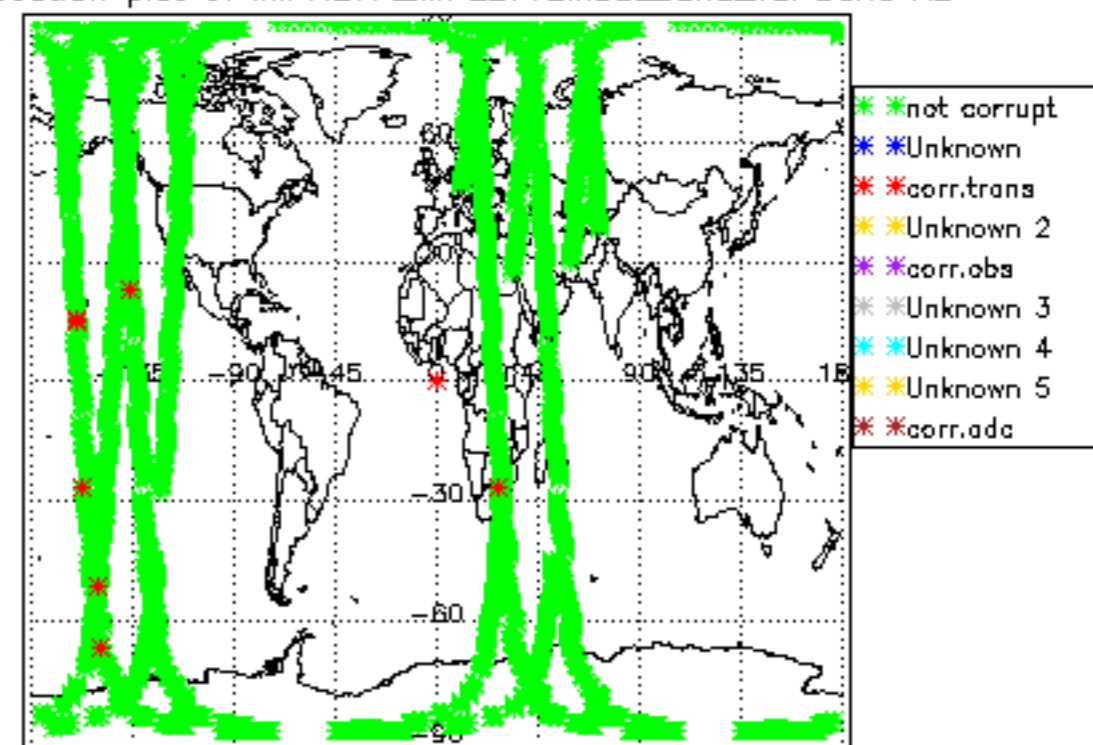 not corrupt
Unknown
corr.trans
Unknown 2
corr.obs
Unknown 3
Unknown 4
Unknown 5
corr.adc
60
-90
45
90
135
-30
-60
-90